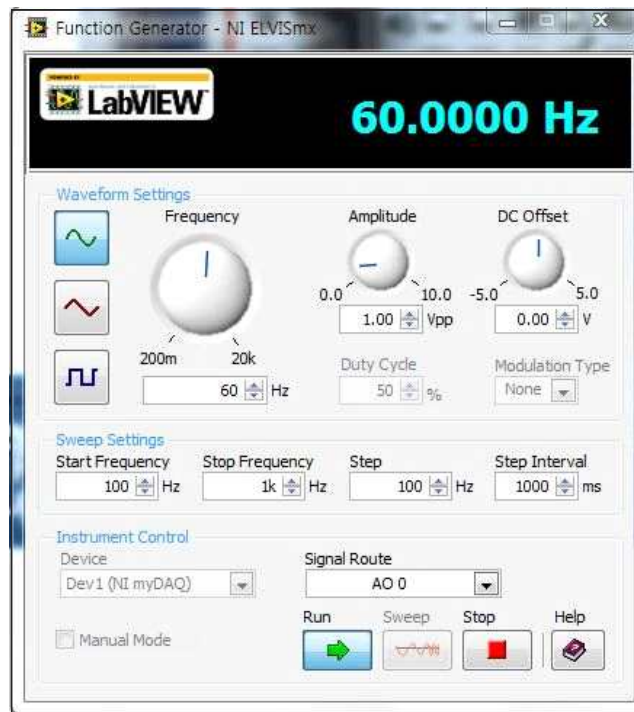 Function Generator - NI ELVISmx
LabVIEW
60.0000 Hz
Waveform Settings
Frequency
200m 20k
60 Hz
Amplitude
0.0 10.0
1.00 Vpp
DC Offset
-5.0 5.0
0.00 V
Duty Cycle
50 %
Modulation Type
None
Sweep Settings
Start Frequency
100 Hz
Stop Frequency
1k Hz
Step
100 Hz
Step Interval
1000 ms
Instrument Control
Device
Dev1 (NI myDAQ)
Signal Route
AO 0
Manual Mode
Run
Sweep
Stop
Help